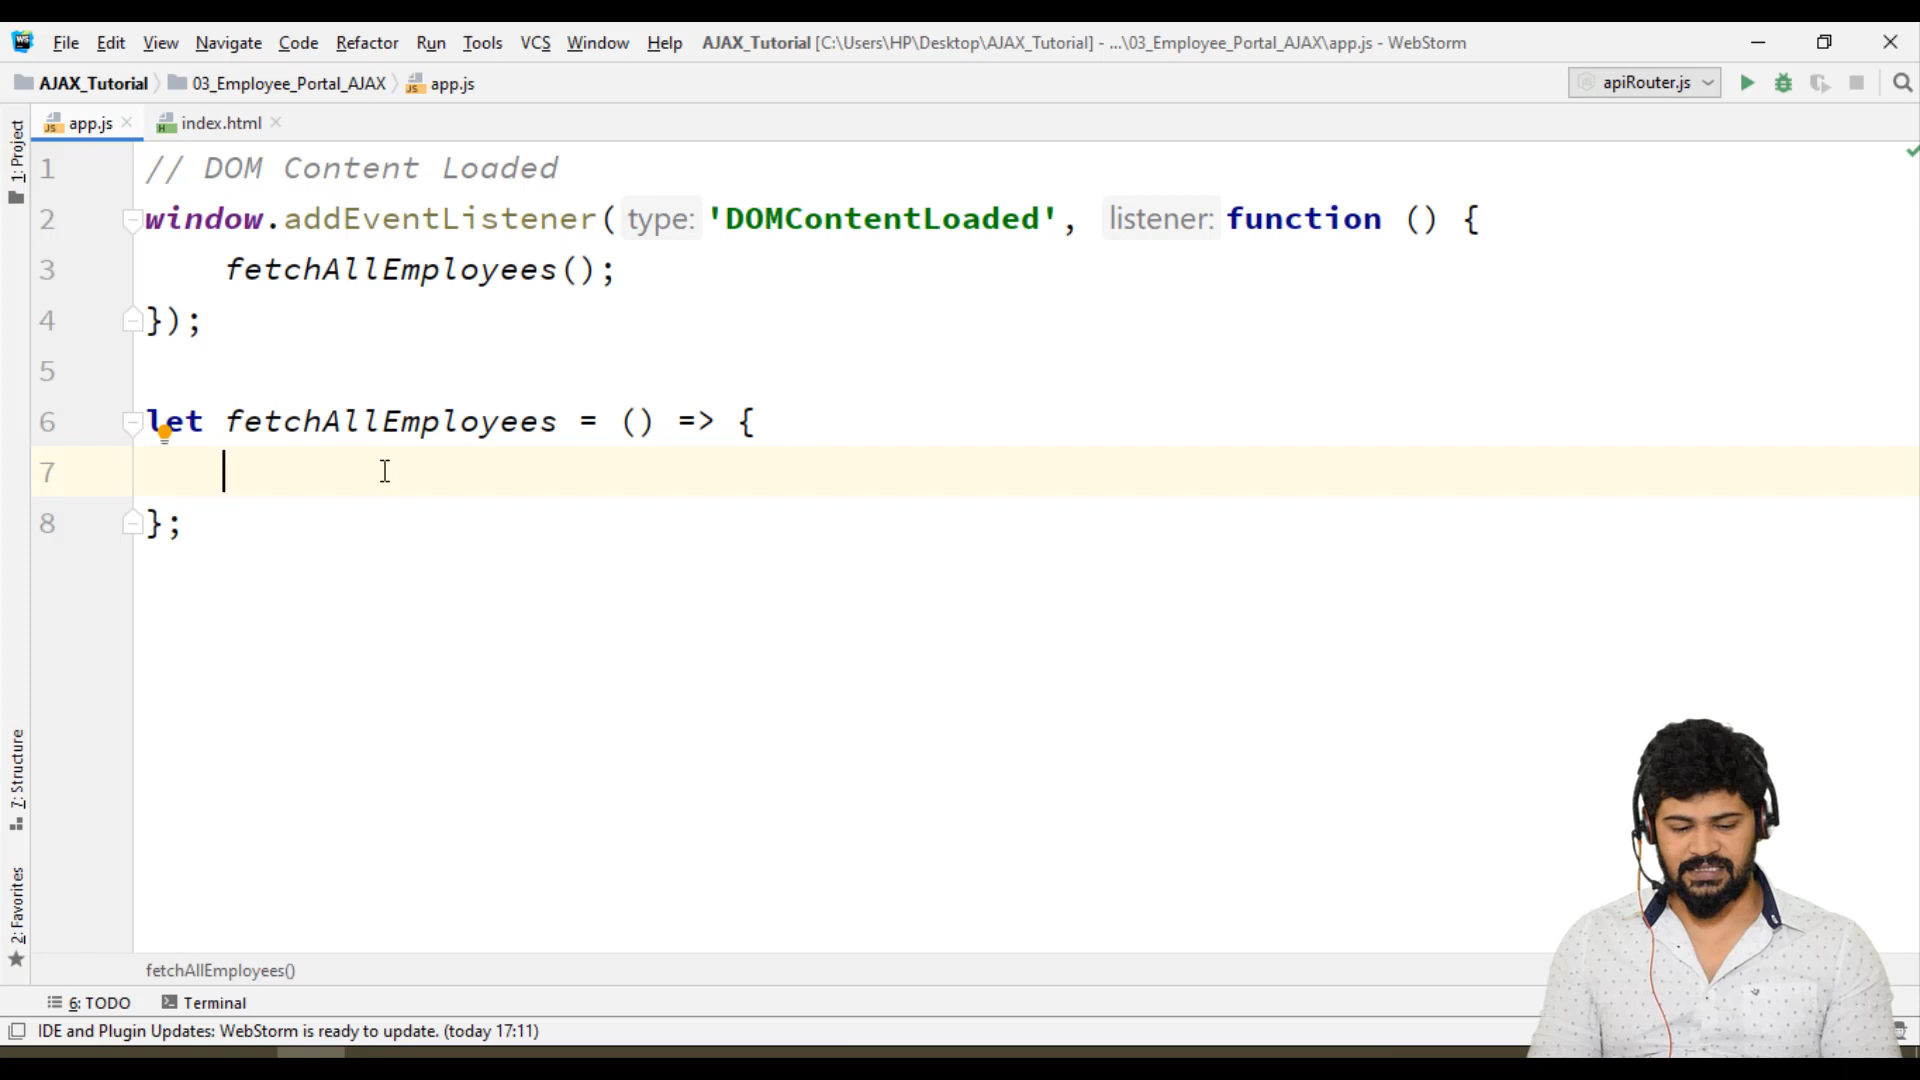 WS File Edit View Navigate Code Refactor Run Tools VCS Window Help AJAX_Tutorial [C:\Users\HP\Desktop\AJAX_Tutorial] - ...\03_Employee_Portal_AJAX\app.js - WebStorm
AJAX_Tutorial 03_Employee_Portal_AJAX JS app.js apiRouter.js
JS app.js H index.html
1: Project
1 // DOM Content Loaded
2 window.addEventListener( type: 'DOMContentLoaded', listener: function () {
3 fetchAllEmployees();
4 });
5
6 let fetchAllEmployees = () => {
7
8 };
7: Structure
2: Favorites
fetchAllEmployees()
6: TODO Terminal
IDE and Plugin Updates: WebStorm is ready to update. (today 17:11)